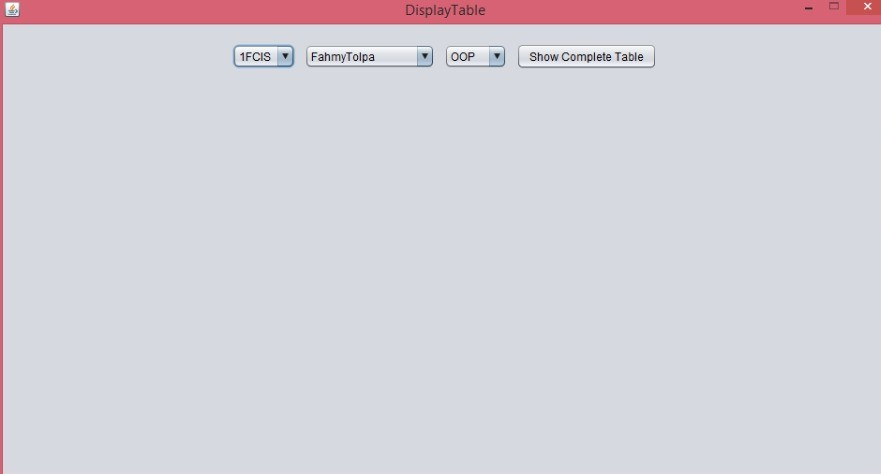 DisplayTable
1FCIS FahmyTolpa OOP Show Complete Table